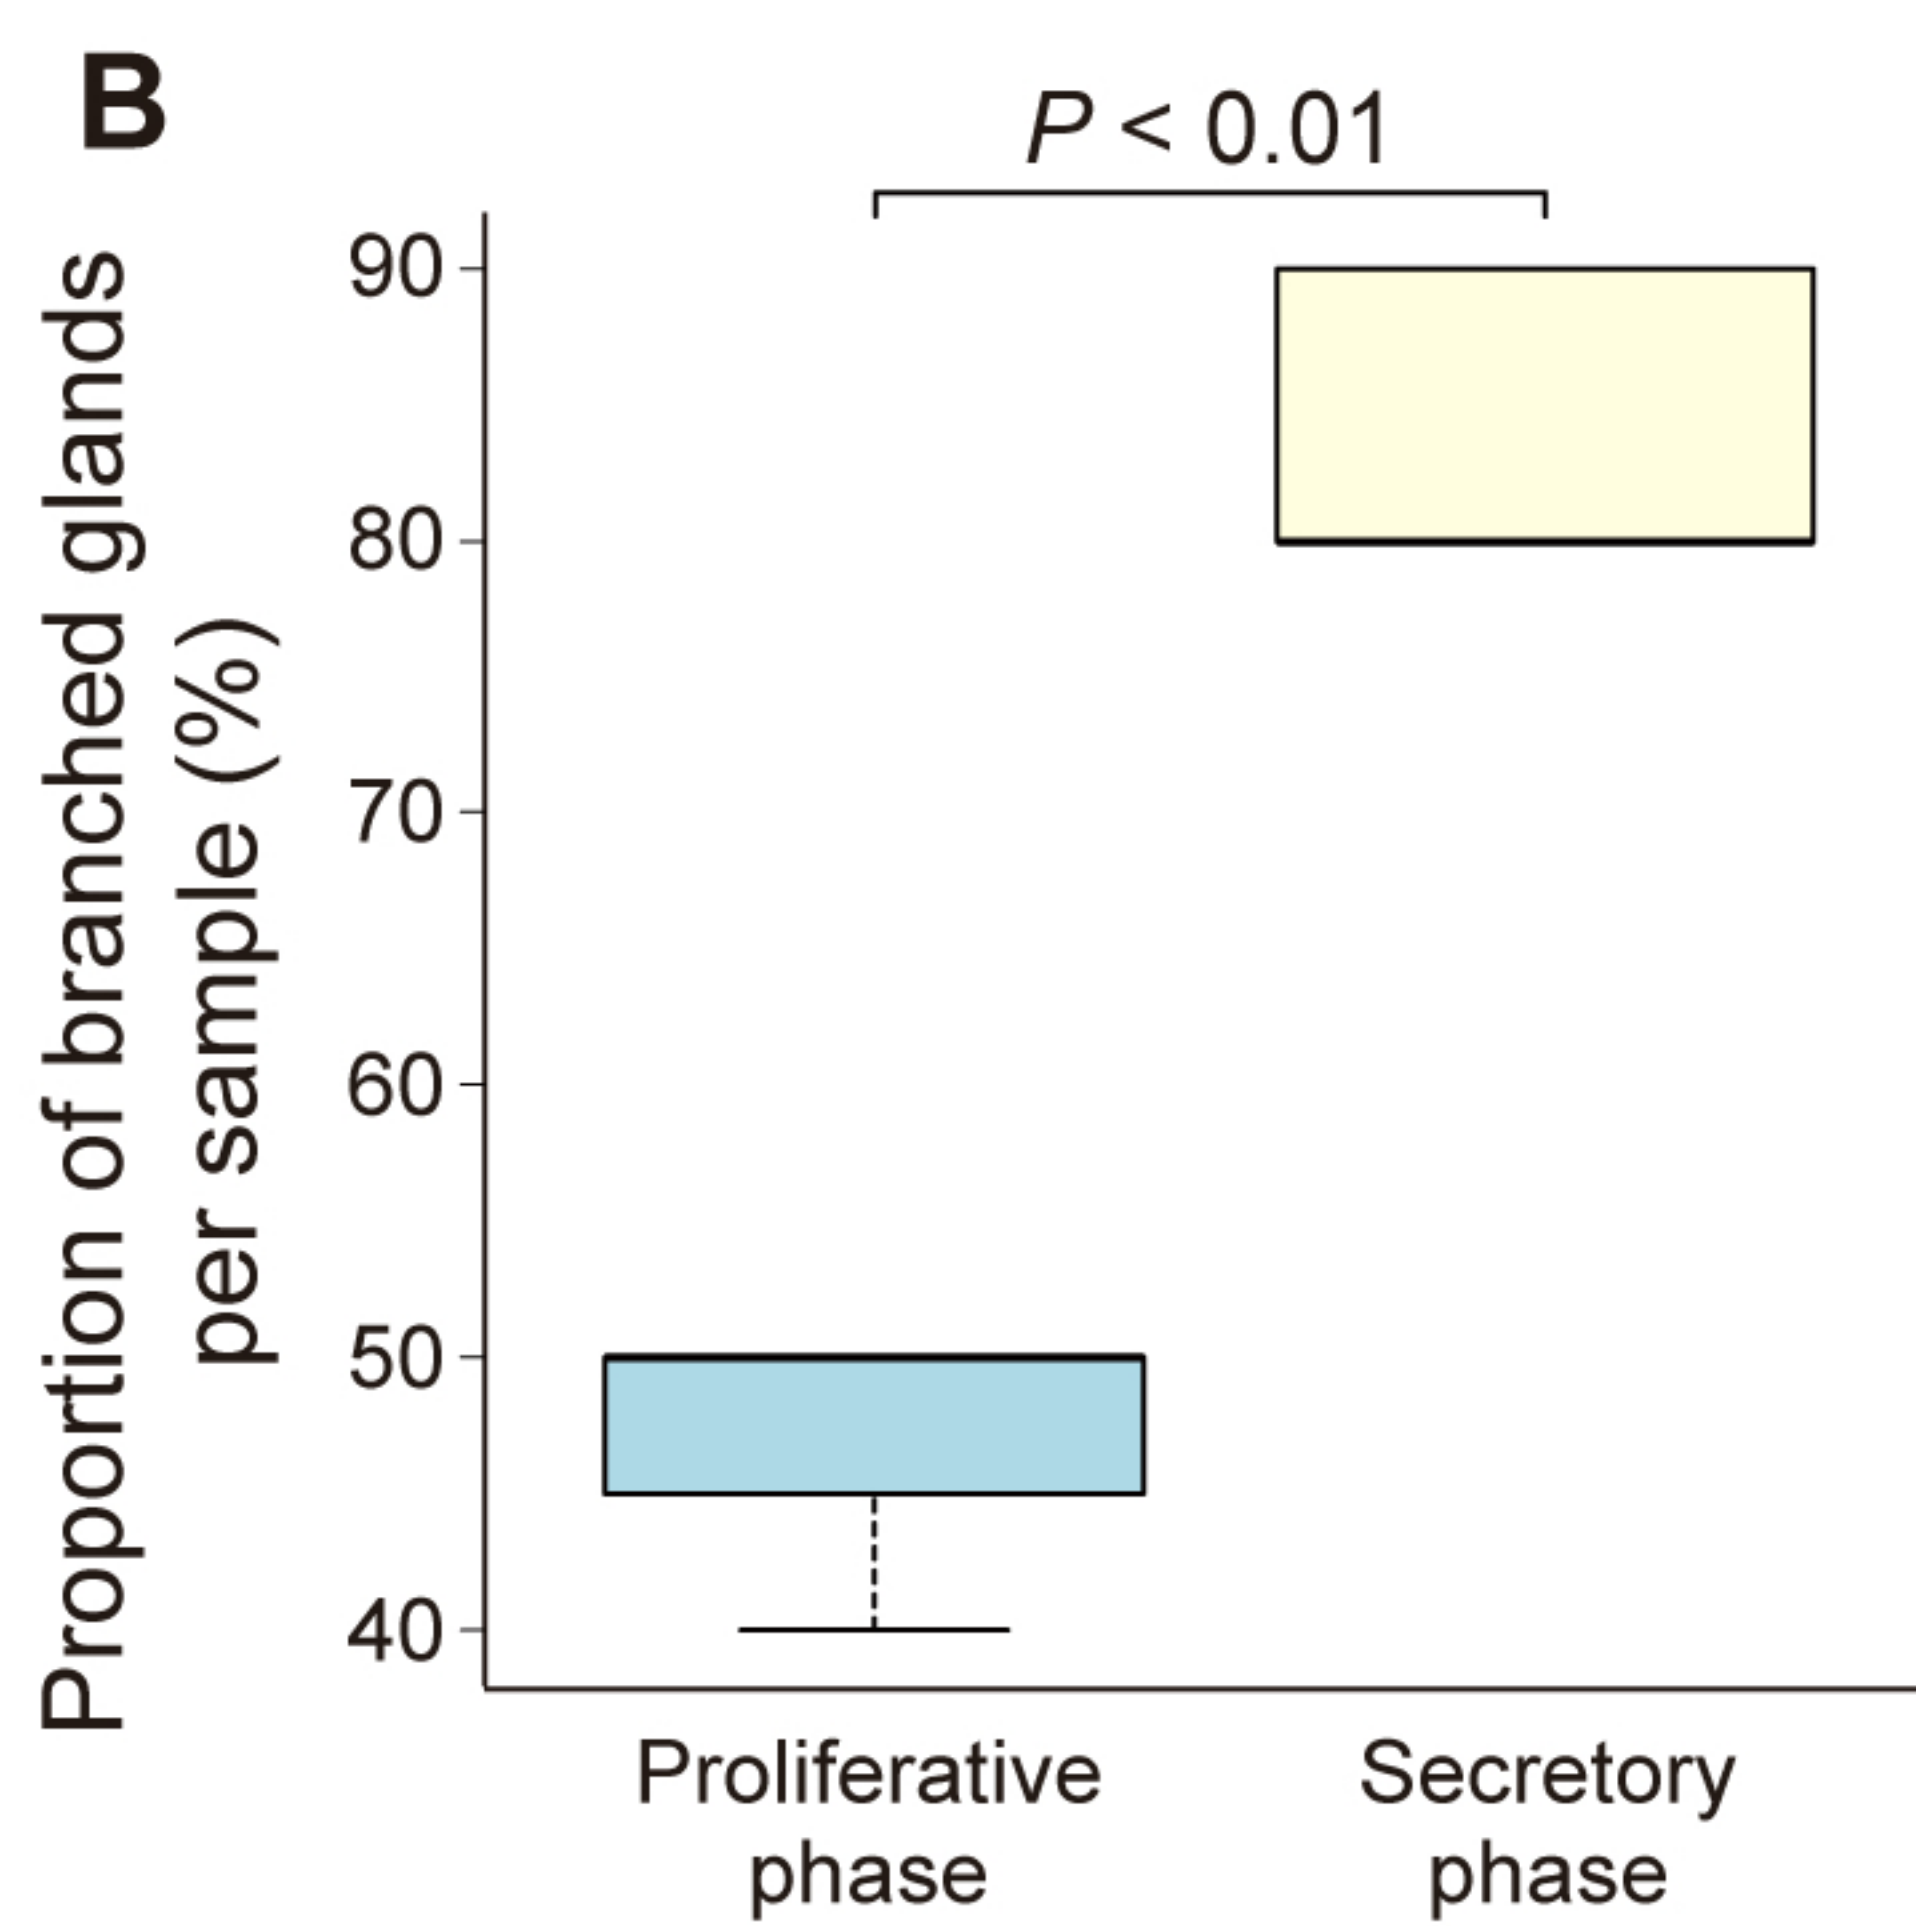 B
P < 0.01
Proportion of branched glands
per sample (%)
90
80
70
60
50
40
Proliferative
phase
Secretory
phase